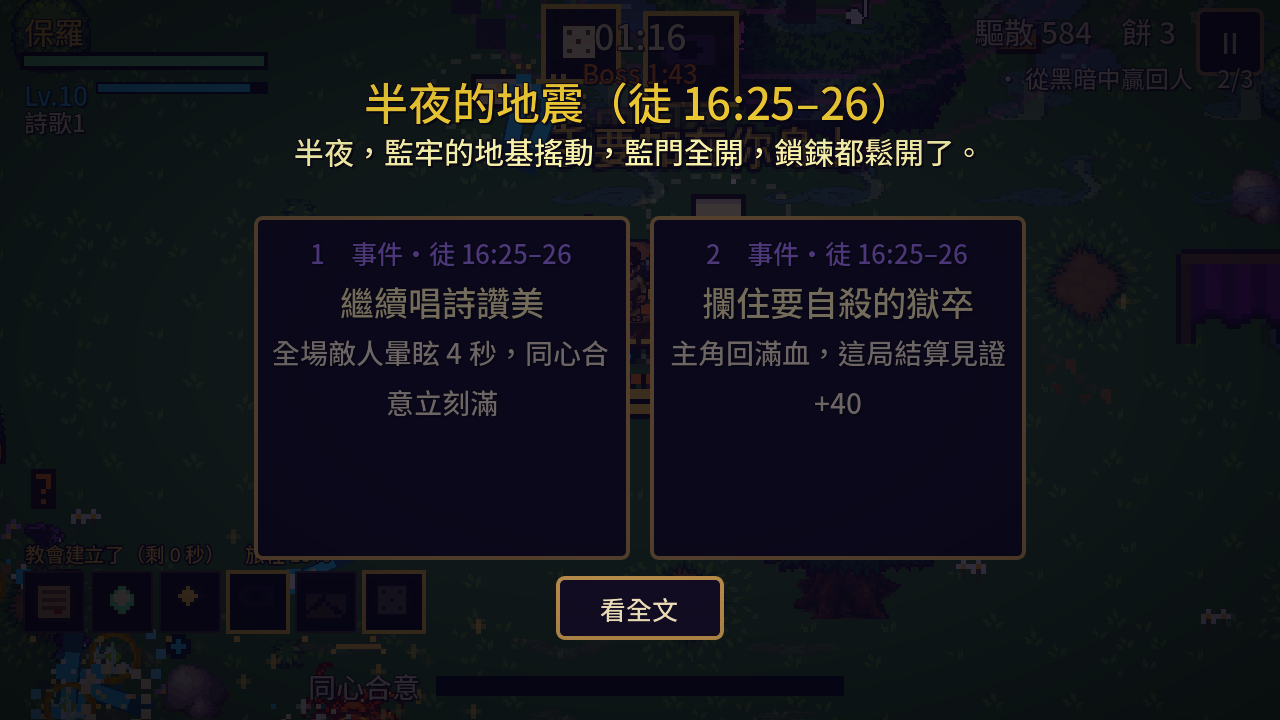 保羅
01:16
驅散 584 餅 3
Boss 1:43
・ 從黑暗中贏回人 2/3
Lv.10
詩歌1
半夜的地震（徒 16:25–26）
半夜，監牢的地基搖動，監門全開，鎖鍊都鬆開了。
1 事件・徒 16:25–26
繼續唱詩讚美
全場敵人暈眩 4 秒，同心合
意立刻滿
2 事件・徒 16:25–26
攔住要自殺的獄卒
主角回滿血，這局結算見證
+40
教會建立了（剩 0 秒）
看全文
同心合意